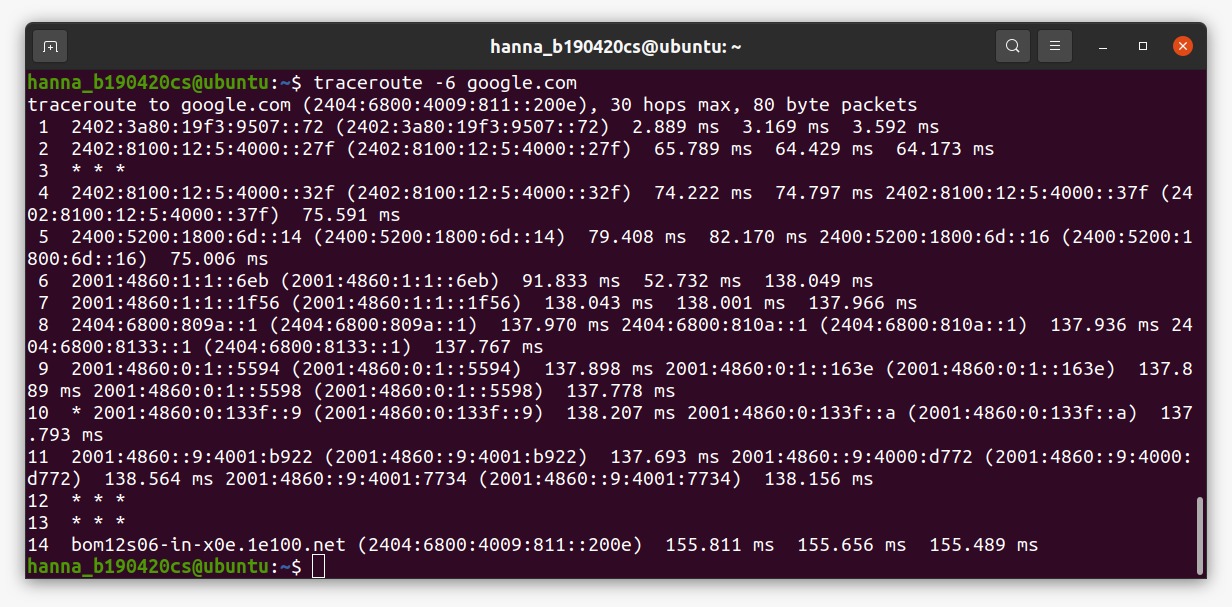 hanna_b190420cs@ubuntu: ~
hanna_b190420cs@ubuntu:~$ traceroute -6 google.com
traceroute to google.com (2404:6800:4009:811::200e), 30 hops max, 80 byte packets
 1  2402:3a80:19f3:9507::72 (2402:3a80:19f3:9507::72)  2.889 ms  3.169 ms  3.592 ms
 2  2402:8100:12:5:4000::27f (2402:8100:12:5:4000::27f)  65.789 ms  64.429 ms  64.173 ms
 3  * * *
 4  2402:8100:12:5:4000::32f (2402:8100:12:5:4000::32f)  74.222 ms  74.797 ms 2402:8100:12:5:4000::37f (24
02:8100:12:5:4000::37f)  75.591 ms
 5  2400:5200:1800:6d::14 (2400:5200:1800:6d::14)  79.408 ms  82.170 ms 2400:5200:1800:6d::16 (2400:5200:1
800:6d::16)  75.006 ms
 6  2001:4860:1:1::6eb (2001:4860:1:1::6eb)  91.833 ms  52.732 ms  138.049 ms
 7  2001:4860:1:1::1f56 (2001:4860:1:1::1f56)  138.043 ms  138.001 ms  137.966 ms
 8  2404:6800:809a::1 (2404:6800:809a::1)  137.970 ms 2404:6800:810a::1 (2404:6800:810a::1)  137.936 ms 24
04:6800:8133::1 (2404:6800:8133::1)  137.767 ms
 9  2001:4860:0:1::5594 (2001:4860:0:1::5594)  137.898 ms 2001:4860:0:1::163e (2001:4860:0:1::163e)  137.8
89 ms 2001:4860:0:1::5598 (2001:4860:0:1::5598)  137.778 ms
10  * 2001:4860:0:133f::9 (2001:4860:0:133f::9)  138.207 ms 2001:4860:0:133f::a (2001:4860:0:133f::a)  137
.793 ms
11  2001:4860::9:4001:b922 (2001:4860::9:4001:b922)  137.693 ms 2001:4860::9:4000:d772 (2001:4860::9:4000:
d772)  138.564 ms 2001:4860::9:4001:7734 (2001:4860::9:4001:7734)  138.156 ms
12  * * *
13  * * *
14  bom12s06-in-x0e.1e100.net (2404:6800:4009:811::200e)  155.811 ms  155.656 ms  155.489 ms
hanna_b190420cs@ubuntu:~$